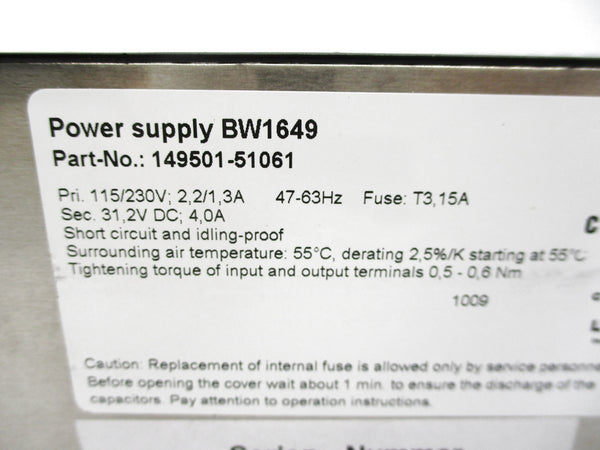 Power supply BW1649
Part-No.: 149501-51061
Pri. 115/230V; 2,2/1,3A 47-63Hz Fuse: T3,15A
Sec. 31,2V DC; 4,0A
Short circuit and idling-proof
Surrounding air temperature: 55°C, derating 2,5%/K starting at 55°C
Tightening torque of input and output terminals 0,5 - 0,6 Nm
1009
Caution: Replacement of internal fuse is allowed only by service personne
Before opening the cover wait about 1 min. to ensure the discharge of the
capacitors. Pay attention to operation instructions.